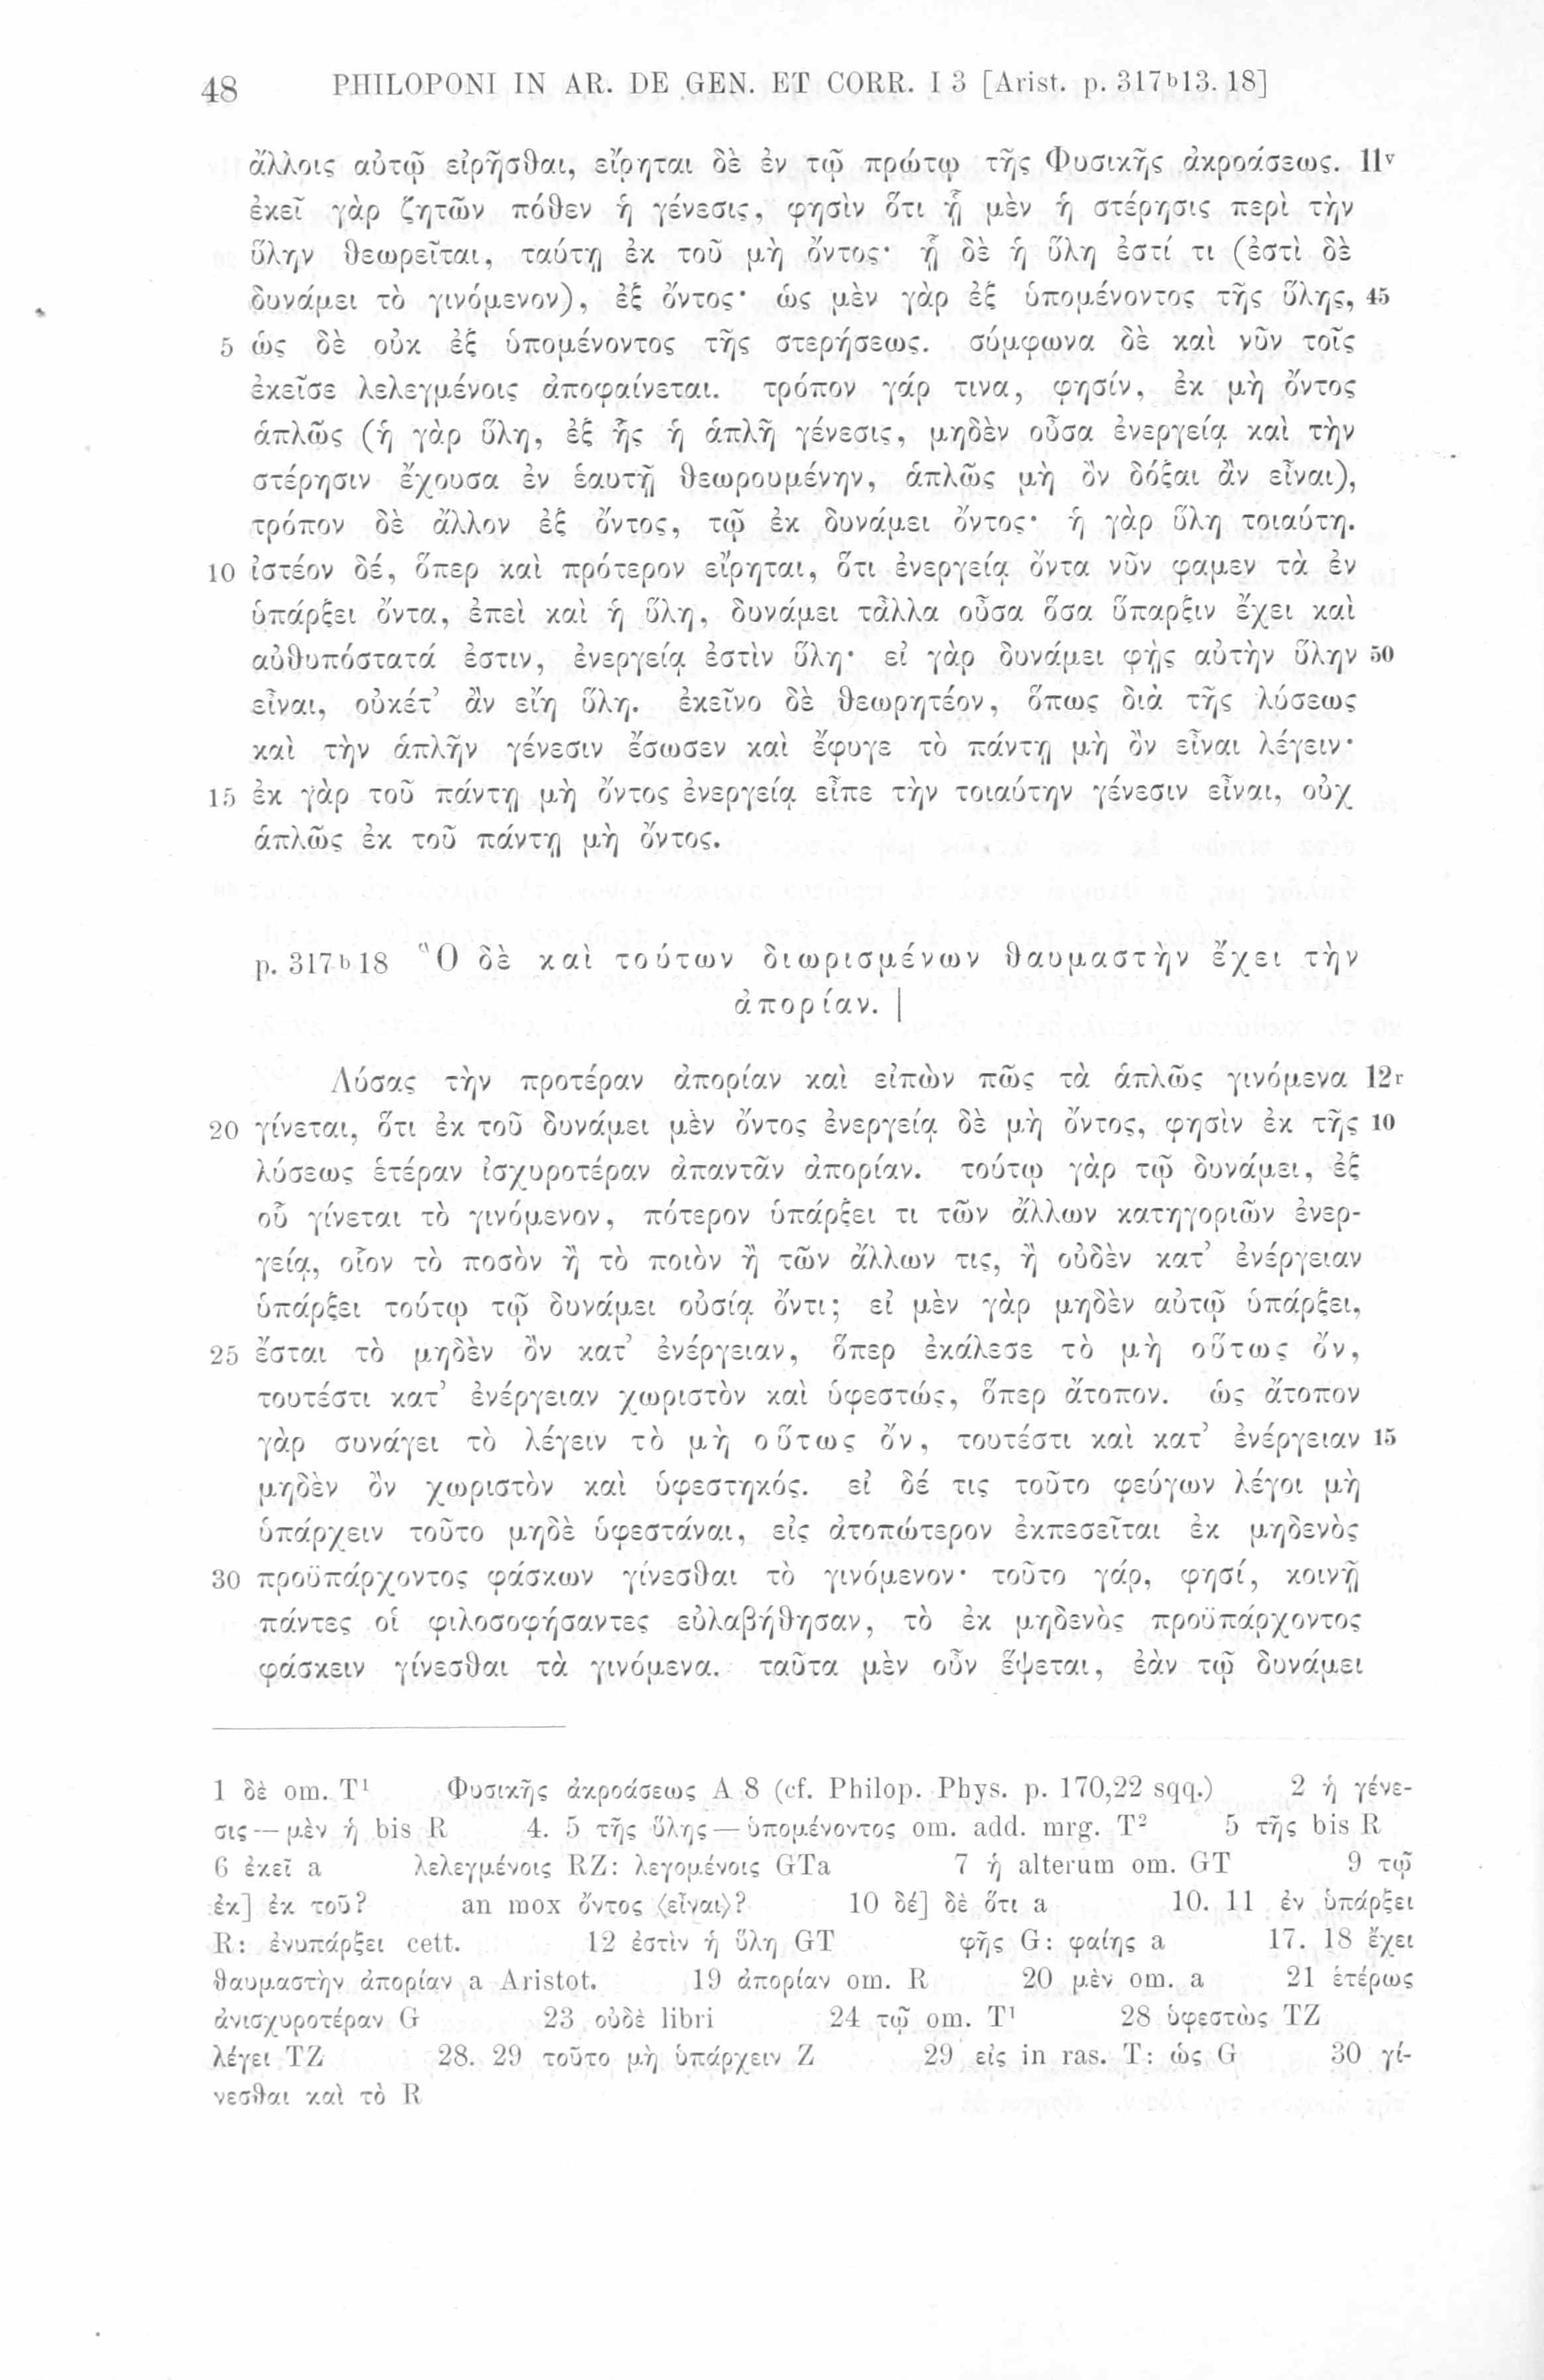 48 PHILOPONI IN AR. DE GEN. ET CORR. I 3 [Arist. p. 317ᵇ13. 18]
ἄλλοις αὐτῷ εἰρῆσθαι, εἴρηται δὲ ἐν τῷ πρώτῳ τῆς Φυσικῆς ἀκροάσεως. 11ᵛ
ἐκεῖ γὰρ ζητῶν πόθεν ἡ γένεσις, φησὶν ὅτι ᾗ μὲν ἡ στέρησις περὶ τὴν
ὕλην θεωρεῖται, ταύτῃ ἐκ τοῦ μὴ ὄντος· ᾗ δὲ ἡ ὕλη ἐστί τι (ἐστὶ δὲ
δυνάμει τὸ γινόμενον), ἐξ ὄντος· ὡς μὲν γὰρ ἐξ ὑπομένοντος τῆς ὕλης, 45
5 ὡς δὲ οὐκ ἐξ ὑπομένοντος τῆς στερήσεως. σύμφωνα δὲ καὶ νῦν τοῖς
ἐκεῖσε λελεγμένοις ἀποφαίνεται. τρόπον γάρ τινα, φησίν, ἐκ μὴ ὄντος
ἁπλῶς (ἡ γὰρ ὕλη, ἐξ ἧς ἡ ἁπλῆ γένεσις, μηδὲν οὖσα ἐνεργείᾳ καὶ τὴν
στέρησιν ἔχουσα ἐν ἑαυτῇ θεωρουμένην, ἁπλῶς μὴ ὂν δόξαι ἂν εἶναι),
τρόπον δὲ ἄλλον ἐξ ὄντος, τῷ ἐκ δυνάμει ὄντος· ἡ γὰρ ὕλη τοιαύτη.
10 ἰστέον δέ, ὅπερ καὶ πρότερον εἴρηται, ὅτι ἐνεργείᾳ ὄντα νῦν φαμεν τὰ ἐν
ὑπάρξει ὄντα, ἐπεὶ καὶ ἡ ὕλη, δυνάμει τἆλλα οὖσα ὅσα ὕπαρξιν ἔχει καὶ
αὐθυπόστατά ἐστιν, ἐνεργείᾳ ἐστὶν ὕλη· εἰ γὰρ δυνάμει φῂς αὐτὴν ὕλην 50
εἶναι, οὐκέτ’ ἂν εἴη ὕλη. ἐκεῖνο δὲ θεωρητέον, ὅπως διὰ τῆς λύσεως
καὶ τὴν ἁπλῆν γένεσιν ἔσωσεν καὶ ἔφυγε τὸ πάντῃ μὴ ὂν εἶναι λέγειν·
15 ἐκ γὰρ τοῦ πάντῃ μὴ ὄντος ἐνεργείᾳ εἶπε τὴν τοιαύτην γένεσιν εἶναι, οὐχ
ἁπλῶς ἐκ τοῦ πάντῃ μὴ ὄντος.
p. 317ᵇ18 Ὃ δὲ καὶ τούτων διωρισμένων θαυμαστὴν ἔχει τὴν
ἀπορίαν. |
Λύσας τὴν προτέραν ἀπορίαν καὶ εἰπὼν πῶς τὰ ἁπλῶς γινόμενα 12ʳ
20 γίνεται, ὅτι ἐκ τοῦ δυνάμει μὲν ὄντος ἐνεργείᾳ δὲ μὴ ὄντος, φησὶν ἐκ τῆς 10
λύσεως ἑτέραν ἰσχυροτέραν ἀπαντᾶν ἀπορίαν. τούτῳ γὰρ τῷ δυνάμει, ἐξ
οὗ γίνεται τὸ γινόμενον, πότερον ὑπάρξει τι τῶν ἄλλων κατηγοριῶν ἐνερ-
γείᾳ, οἷον τὸ ποσὸν ἢ τὸ ποιὸν ἢ τῶν ἄλλων τις, ἢ οὐδὲν κατ’ ἐνέργειαν
ὑπάρξει τούτῳ τῷ δυνάμει οὐσίᾳ ὄντι; εἰ μὲν γὰρ μηδὲν αὐτῷ ὑπάρξει,
25 ἔσται τὸ μηδὲν ὂν κατ’ ἐνέργειαν, ὅπερ ἐκάλεσε τὸ μὴ οὕτως ὄν,
τουτέστι κατ’ ἐνέργειαν χωριστὸν καὶ ὑφεστώς, ὅπερ ἄτοπον. ὡς ἄτοπον
γὰρ συνάγει τὸ λέγειν τὸ μὴ οὕτως ὄν, τουτέστι καὶ κατ’ ἐνέργειαν 15
μηδὲν ὂν χωριστὸν καὶ ὑφεστηκός. εἰ δέ τις τοῦτο φεύγων λέγοι μὴ
ὑπάρχειν τοῦτο μηδὲ ὑφεστάναι, εἰς ἀτοπώτερον ἐκπεσεῖται ἐκ μηδενὸς
30 προϋπάρχοντος φάσκων γίνεσθαι τὸ γινόμενον· τοῦτο γάρ, φησί, κοινῇ
πάντες οἱ φιλοσοφήσαντες εὐλαβήθησαν, τὸ ἐκ μηδενὸς προϋπάρχοντος
φάσκειν γίνεσθαι τὰ γινόμενα. ταῦτα μὲν οὖν ἕψεται, ἐὰν τῷ δυνάμει
1 δὲ om. T¹ Φυσικῆς ἀκροάσεως A 8 (cf. Philop. Phys. p. 170,22 sqq.) 2 ἡ γένε-
σις — μὲν ἡ bis R 4. 5 τῆς ὕλης — ὑπομένοντος om. add. mrg. T² 5 τῆς bis R
6 ἐκεῖ a λελεγμένοις RZ: λεγομένοις GTa 7 ἡ alterum om. GT 9 τῷ
ἐκ] ἐκ τοῦ? an mox ὄντος ⟨εἶναι⟩? 10 δέ] δὲ ὅτι a 10. 11 ἐν ὑπάρξει
R: ἐνυπάρξει cett. 12 ἐστὶν ἡ ὕλη GT φῆς G: φαίης a 17. 18 ἔχει
θαυμαστὴν ἀπορίαν a Aristot. 19 ἀπορίαν om. R 20 μὲν om. a 21 ἑτέρως
ἀνισχυροτέραν G 23 οὐδὲ libri 24 τῷ om. T¹ 28 ὑφεστὼς TZ
λέγει TZ 28. 29 τοῦτο μὴ ὑπάρχειν Z 29 εἰς in ras. T: ὡς G 30 γί-
νεσθαι καὶ τὸ R